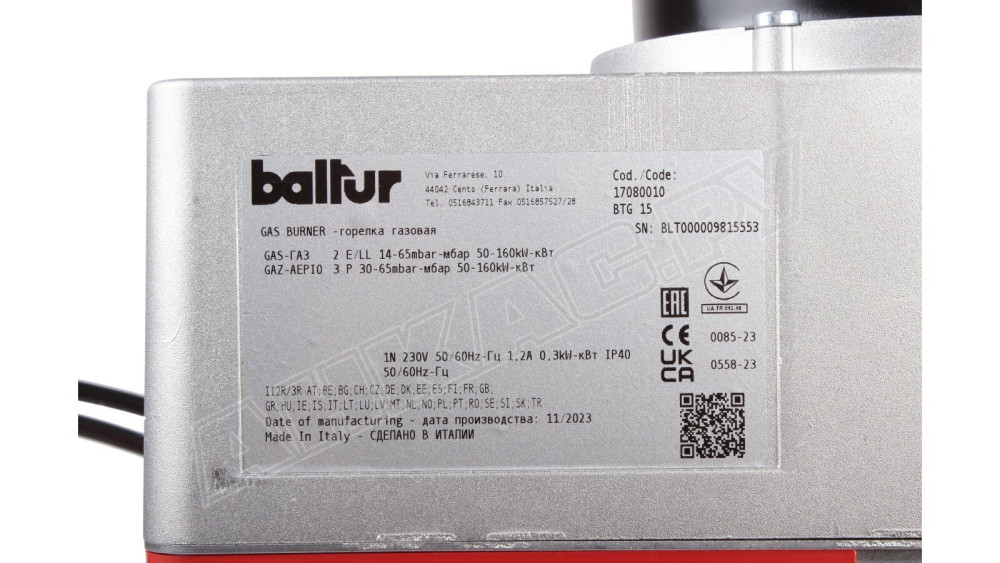 baltur
Via Ferrarese, 10
44042 Cento (Ferrara) Italia
Tel. 0516843711 Fax 0516857527/28
Cod./Code:
17080010
BTG 15
SN: BLT000009815553
GAS BURNER -горелка газовая
GAS-ГАЗ 2 E/LL 14-65mbar-мбар 50-160kW-кВт
GAZ-AEPIO 3 P 30-65mbar-мбар 50-160kW-кВт
EAC
UA.TR.012.48
CE 0085-23
UK
CA 0558-23
1N 230V 50/60Hz-Гц 1,2A 0,3kW-кВт IP40
50/60Hz-Гц
II2R/3R AT;BE;BG;CH;CZ;DE;DK;EE;ES;FI;FR;GB;
GR;HU;IE;IS;IT;LT;LU;LV;MT;NL;NO;PL;PT;RO;SE;SI;SK;TR
Date of manufacturing - дата производства: 11/2023
Made In Italy - СДЕЛАНО В ИТАЛИИ